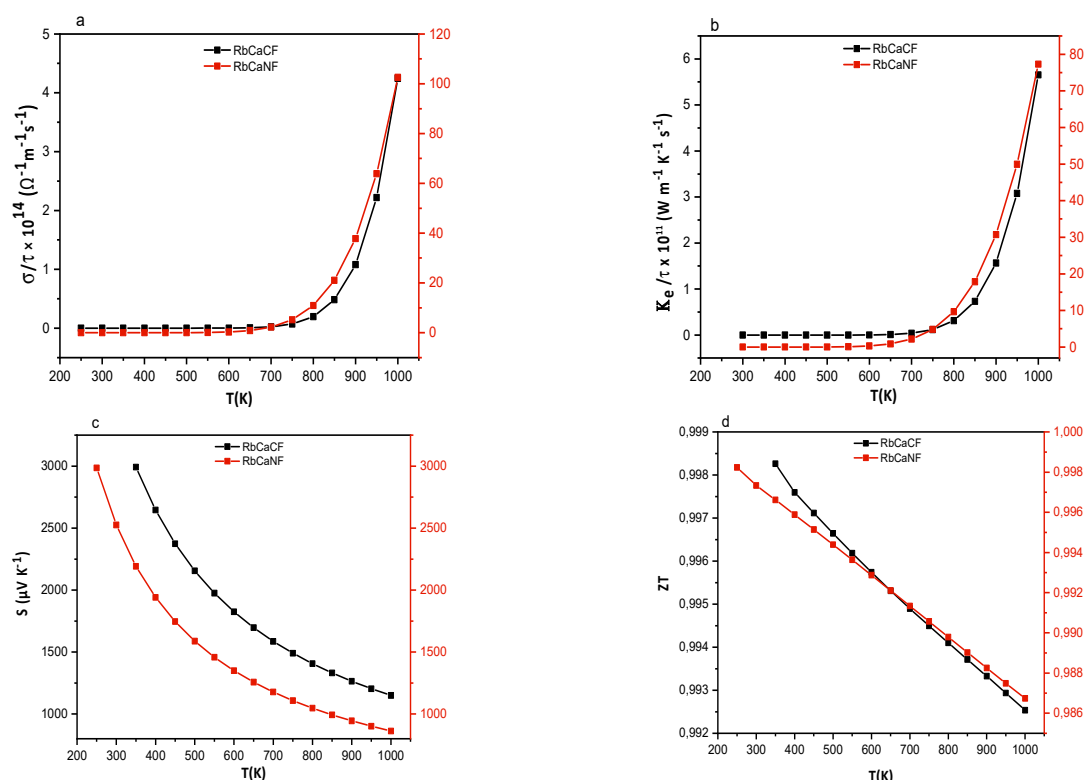 a
5
4
3
2
1
0
σ/τ × 10¹⁴ (Ω⁻¹m⁻¹s⁻¹)
RbCaCF
RbCaNF
120
100
80
60
40
20
0
200 300 400 500 600 700 800 900 1000
T(K)
b
6
5
4
3
2
1
0
Kₑ /τ x 10¹¹ (W m⁻¹ K⁻¹ s⁻¹)
RbCaCF
RbCaNF
80
70
60
50
40
30
20
10
0
200 300 400 500 600 700 800 900 1000
T(K)
c
3000
2500
2000
1500
1000
S (µV K⁻¹)
RbCaCF
RbCaNF
3000
2500
2000
1500
1000
200 300 400 500 600 700 800 900 1000
T(K)
d
0,999
0,998
0,997
0,996
0,995
0,994
0,993
0,992
ZT
RbCaCF
RbCaNF
1,000
0,998
0,996
0,994
0,992
0,990
0,988
0,986
200 300 400 500 600 700 800 900 1000
T(K)